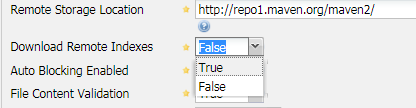 Remote Storage Location http://repo1.maven.org/maven2/
Download Remote Indexes False
True
Auto Blocking Enabled
False
File Content Validation